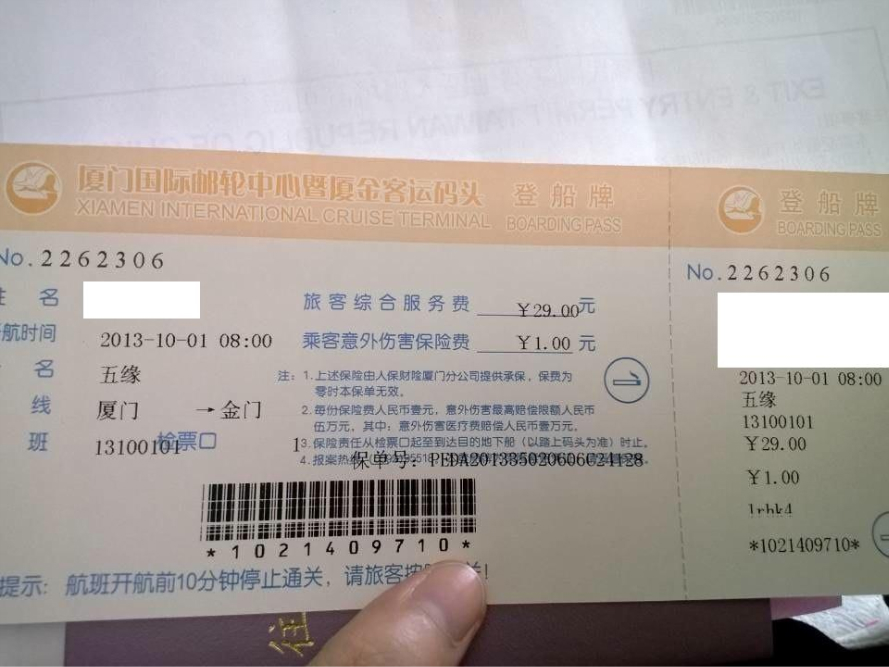 EXIT & ENTRY PERMIT TAIWAN REPUBLIC OF
厦门国际邮轮中心暨厦金客运码头 登船牌
XIAMEN INTERNATIONAL CRUISE TERMINAL BOARDING PASS
No.2262306
姓 名
旅客综合服务费 ¥29.00元
航时间 2013-10-01 08:00
乘客意外伤害保险费 ¥1.00元
名 五缘
注：1.上述保险由人保财险厦门分公司提供承保，保费为
零时本保单无效。
线 厦门 →金门
2.每份保险费人民币壹元，意外伤害最高赔偿限额人民币
伍万元，其中：意外伤害医疗费赔偿人民币壹万元。
班 13100101 检票口 1
3.保险责任从检票口起至到达目的地下船（以踏上码头为准）时止。
4.报案热
保单号：PEDA201335020606024128
*1021409710*
提示：航班开航前10分钟停止通关，请旅客按
登船牌
BOARDING PASS
No.2262306
2013-10-01 08:00
五缘
13100101
¥29.00
¥1.00
*1021409710*
往